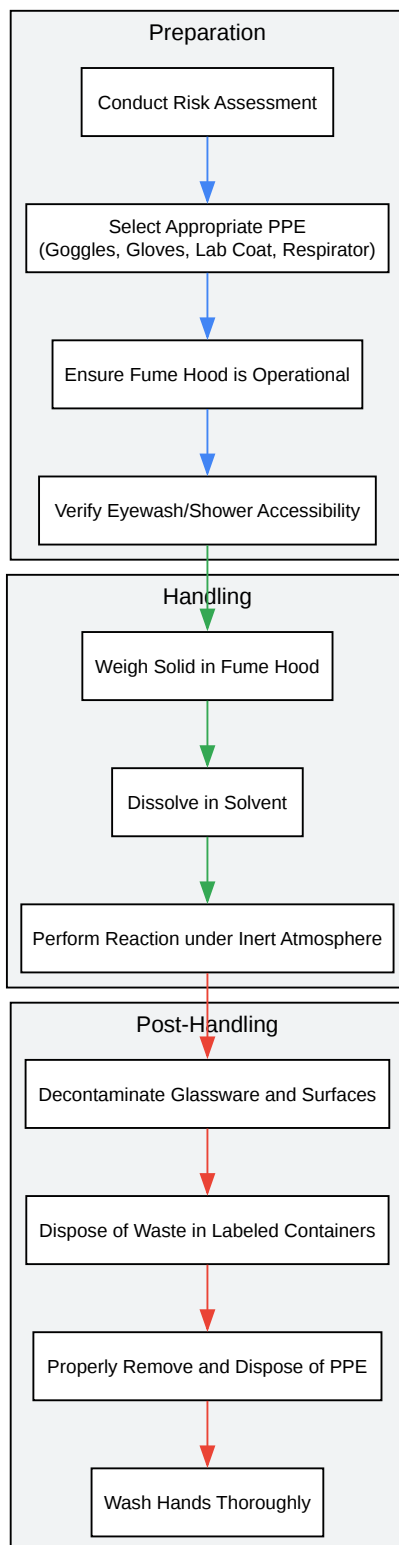 Preparation
Conduct Risk Assessment
Select Appropriate PPE
(Goggles, Gloves, Lab Coat, Respirator)
Ensure Fume Hood is Operational
Verify Eyewash/Shower Accessibility
Handling
Weigh Solid in Fume Hood
Dissolve in Solvent
Perform Reaction under Inert Atmosphere
Post-Handling
Decontaminate Glassware and Surfaces
Dispose of Waste in Labeled Containers
Properly Remove and Dispose of PPE
Wash Hands Thoroughly